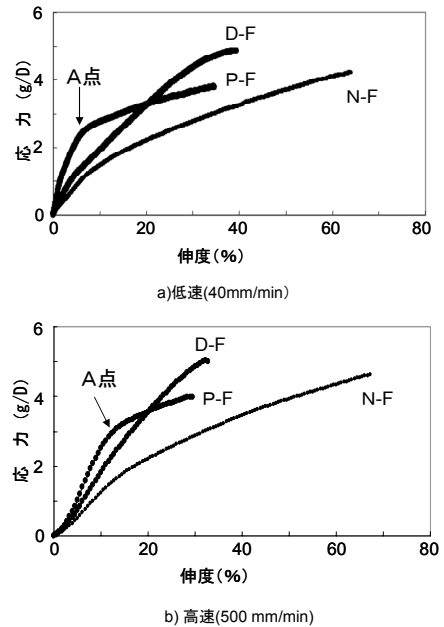 6
D-F
A点
P-F
N-F
4
応 力 (g/D)
2
0
0 20 40 60 80
伸度(%)
a)低速(40mm/min)
6
D-F
A点
P-F
N-F
4
応 力 (g/D)
2
0
0 20 40 60 80
伸度(%)
b) 高速(500 mm/min)